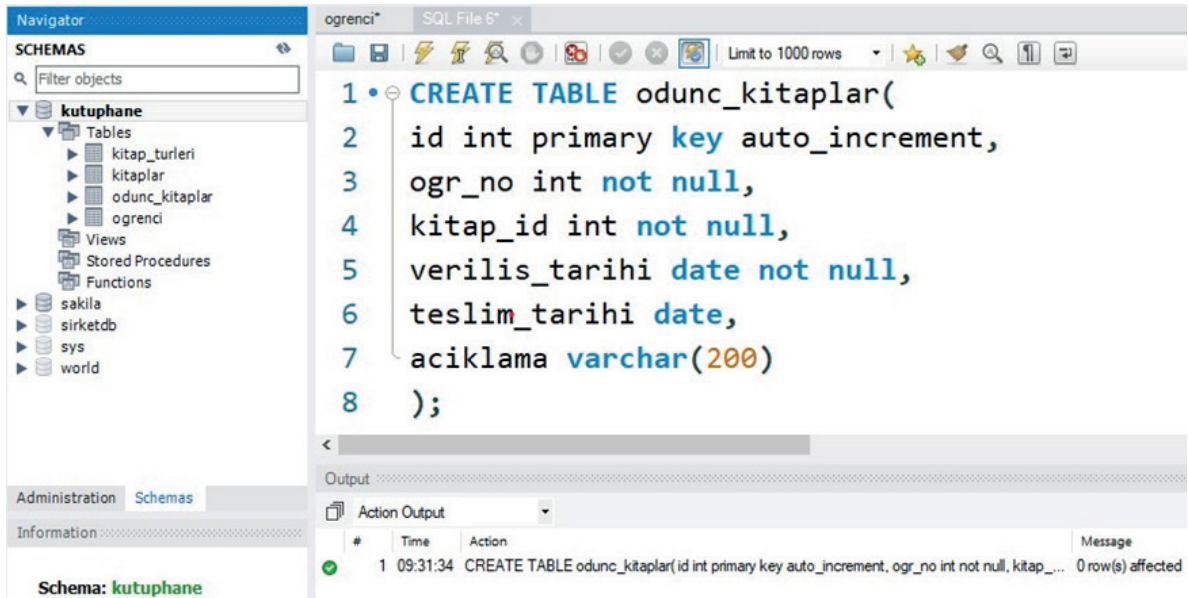 Navigator
SCHEMAS
Filter objects
kutuphane
Tables
kitap_turleri
kitaplar
odunc_kitaplar
ogrenci
Views
Stored Procedures
Functions
sakila
sirketdb
sys
world
Administration Schemas
Information
Schema: kutuphane
ogrenci* SQL File 6*
Limit to 1000 rows
1 CREATE TABLE odunc_kitaplar(
2 id int primary key auto_increment,
3 ogr_no int not null,
4 kitap_id int not null,
5 verilis_tarihi date not null,
6 teslim_tarihi date,
7 aciklama varchar(200)
8 );
Output
Action Output
# Time Action Message
1 09:31:34 CREATE TABLE odunc_kitaplar( id int primary key auto_increment, ogr_no int not null, kitap_... 0 row(s) affected